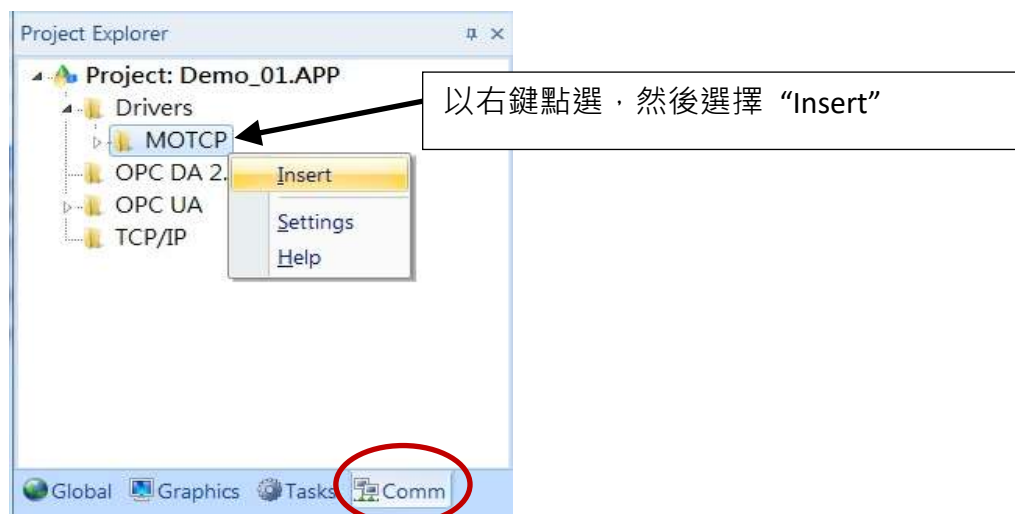 Project Explorer
Project: Demo_01.APP
以右鍵點選，然後選擇 “Insert”
Drivers
MOTCP
OPC DA 2.
Insert
OPC UA
Settings
TCP/IP
Help
Global Graphics Tasks Comm